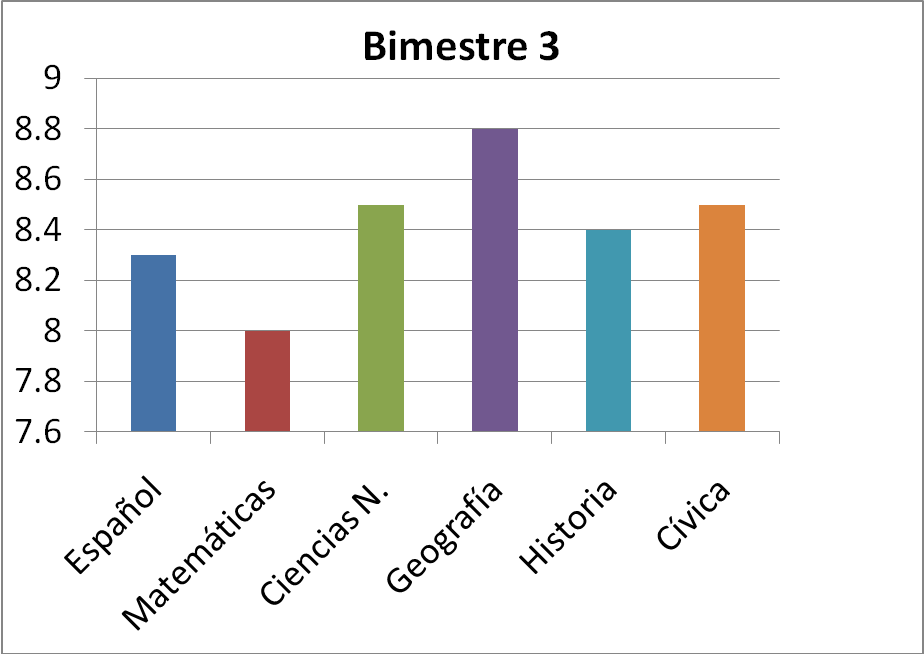 Bimestre 3
9
8.8
8.6
8.4
8.2
8
7.8
7.6
Español
Matemáticas
Ciencias N.
Geografía
Historia
Cívica